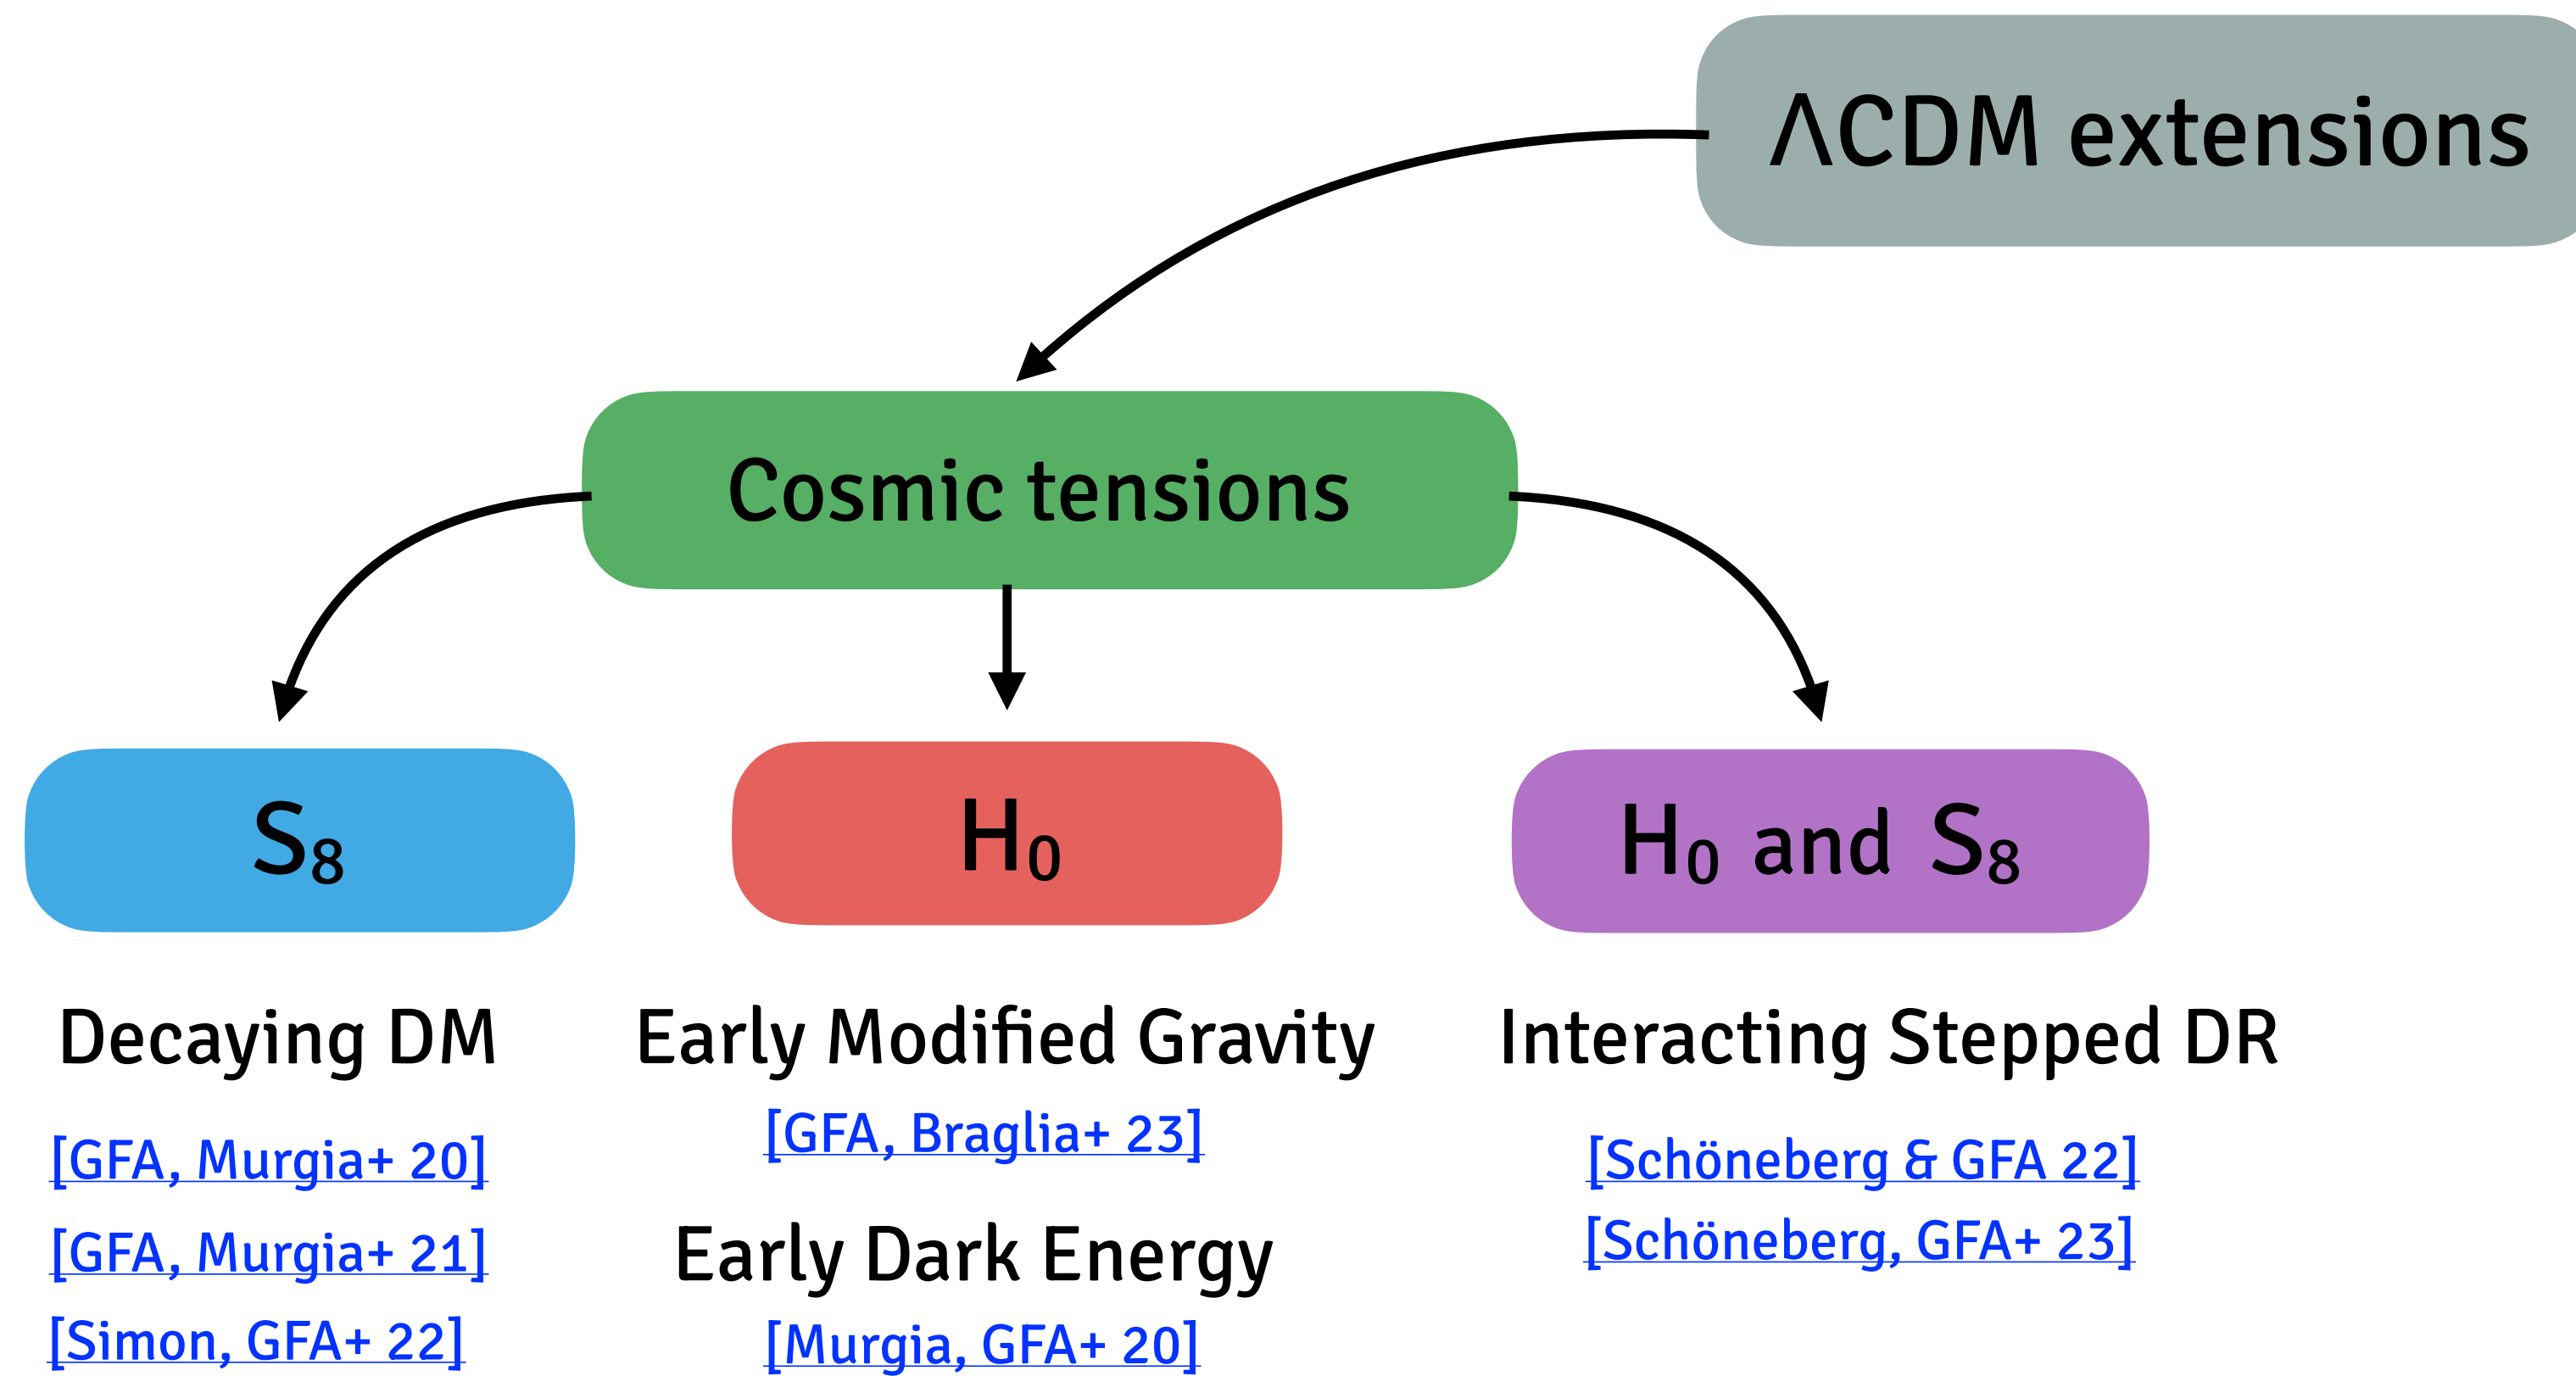 ΛCDM extensions
Cosmic tensions
S₈
H₀
H₀ and S₈
Decaying DM
[GFA, Murgia+ 20]
[GFA, Murgia+ 21]
[Simon, GFA+ 22]
Early Modified Gravity
[GFA, Braglia+ 23]
Early Dark Energy
[Murgia, GFA+ 20]
Interacting Stepped DR
[Schöneberg & GFA 22]
[Schöneberg, GFA+ 23]